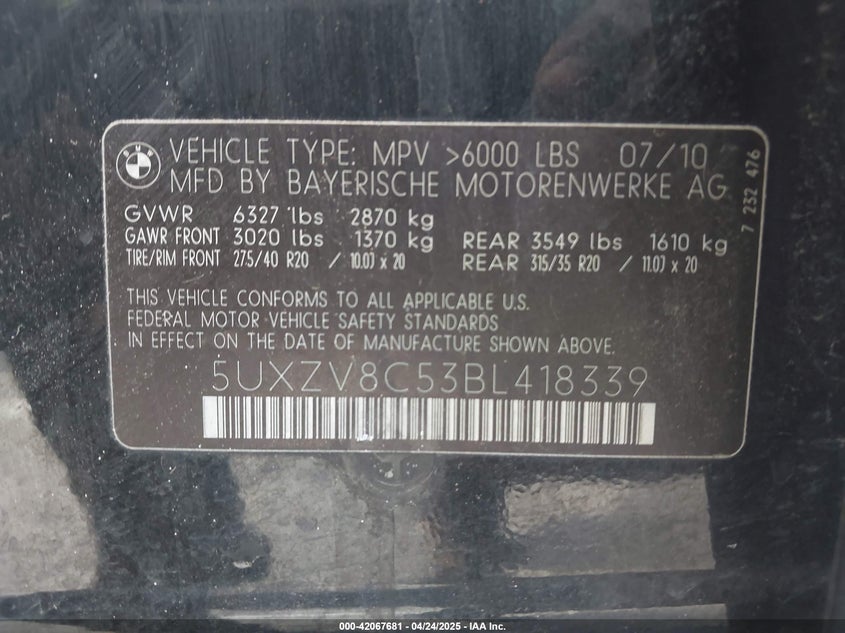 BMW
VEHICLE TYPE: MPV >6000 LBS 07/10
MFD BY BAYERISCHE MOTORENWERKE AG
GVWR 6327 lbs 2870 kg
GAWR FRONT 3020 lbs 1370 kg REAR 3549 lbs 1610 kg
TIRE/RIM FRONT 275/40 R20 / 10.0J x 20 REAR 315/35 R20 / 11.0J x 20
THIS VEHICLE CONFORMS TO ALL APPLICABLE U.S.
FEDERAL MOTOR VEHICLE SAFETY STANDARDS
IN EFFECT ON THE DATE OF MANUFACTURE SHOWN ABOVE.
5UXZV8C53BL418339
7 232 476
000-42067681 - 04/24/2025 - IAA Inc.